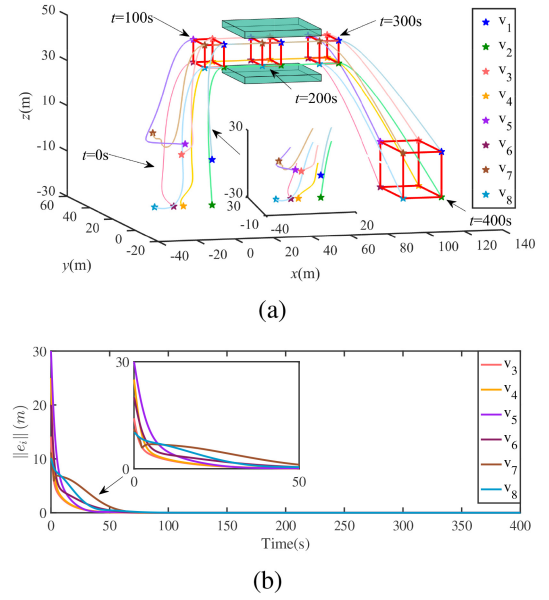 50
30
10
-10
-30
z(m)
t=100s
t=300s
t=200s
t=0s
t=400s
30
-30
30
-10
-40
20
60
40
20
0
-20
y(m)
-40
-20
0
20
40
60
80
100
120
140
x(m)
v1
v2
v3
v4
v5
v6
v7
v8
(a)
30
20
10
0
‖ei‖(m)
30
0
0
50
v3
v4
v5
v6
v7
v8
0
50
100
150
200
250
300
350
400
Time(s)
(b)